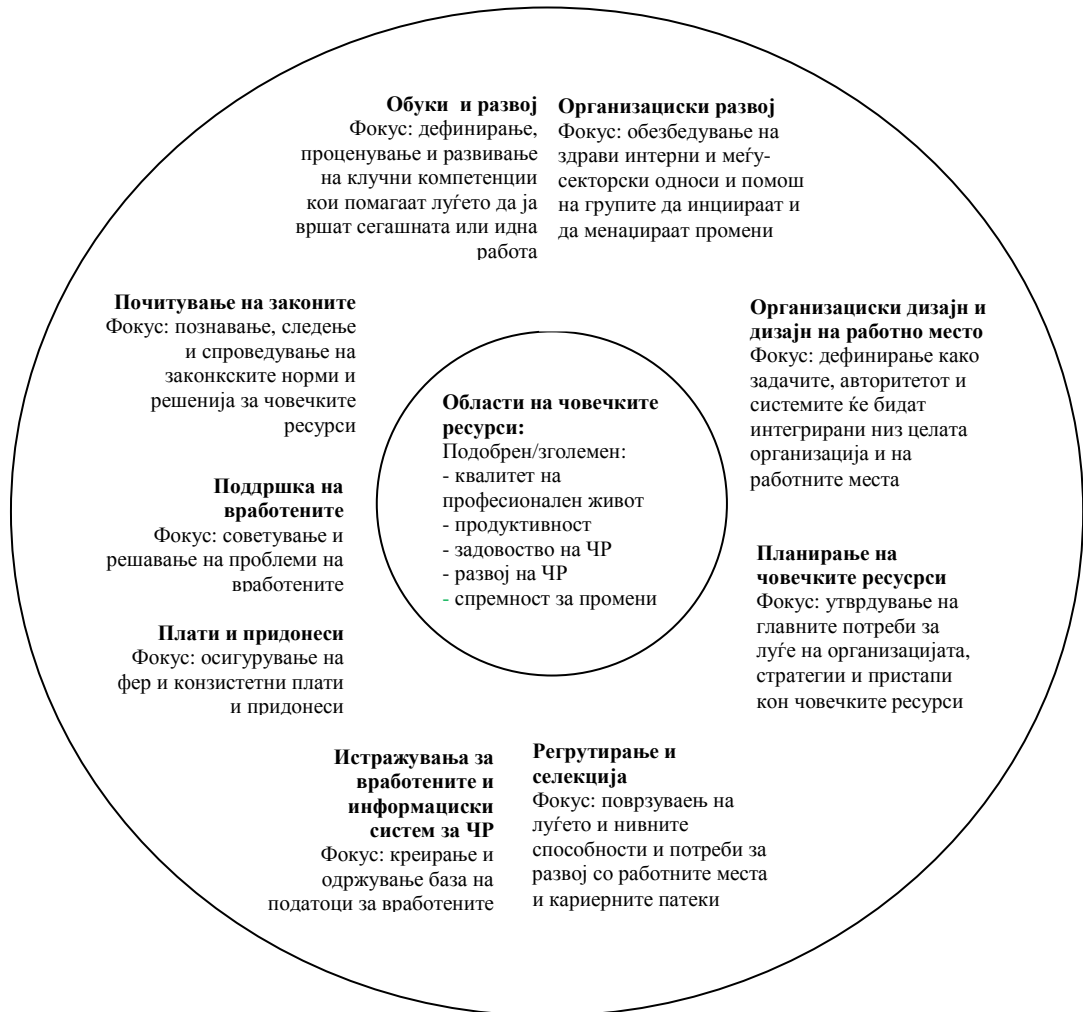 Обуки и развој
Фокус: дефинирање,
проценување и развивање
на клучни компетенции
кои помагаат луѓето да ја
вршат сегашната или идна
работа
Организациски развој
Фокус: обезбедување на
здрави интерни и меѓу-
секторски односи и помош
на групите да инциираат и
да менаџираат промени
Почитување на законите
Фокус: познавање, следење
и спроведување на
законкските норми и
решенија за човечките
ресурси
Организациски дизајн и
дизајн на работно место
Фокус: дефинирање како
задачите, авторитетот и
системите ќе бидат
интегрирани низ целата
организација и на
работните места
Области на човечките
ресурси:
Подобрен/зголемен:
- квалитет на
професионален живот
- продуктивност
- задовоство на ЧР
- развој на ЧР
- спремност за промени
Поддршка на
вработените
Фокус: советување и
решавање на проблеми на
вработените
Планирање на
човечките ресусрси
Фокус: утврдување на
главните потреби за
луѓе на организацијата,
стратегии и пристапи
кон човечките ресурси
Плати и придонеси
Фокус: осигурување на
фер и конзистетни плати
и придонеси
Истражувања за
вработените и
информациски
систем за ЧР
Фокус: креирање и
одржување база на
податоци за вработените
Регрутирање и
селекција
Фокус: поврзуваењ на
луѓето и нивните
способности и потреби за
развој со работните места
и кариерните патеки